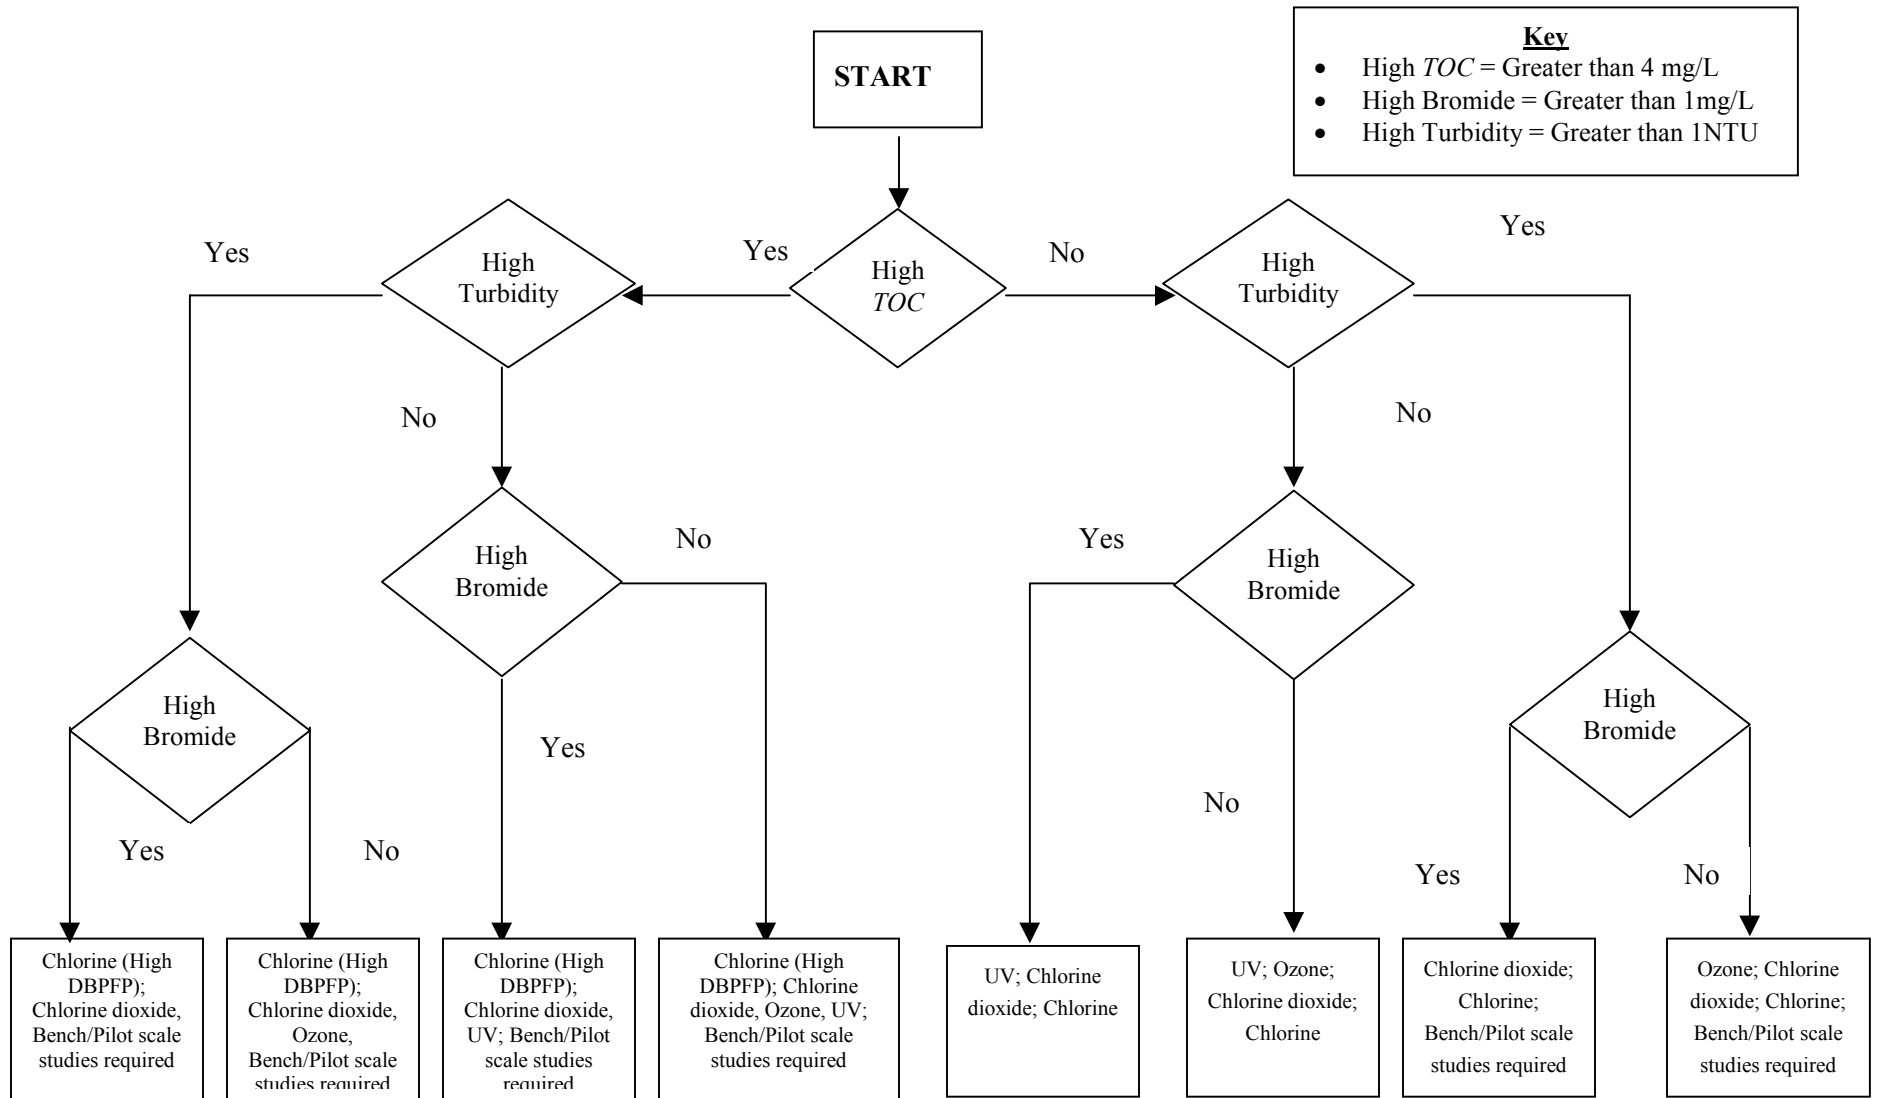 START
Key
• High TOC = Greater than 4 mg/L
• High Bromide = Greater than 1mg/L
• High Turbidity = Greater than 1NTU
Yes
High
Turbidity
Yes
High
TOC
No
High
Turbidity
Yes
No
No
High
Bromide
No
Yes
High
Bromide
High
Bromide
Yes
No
High
Bromide
Yes
No
Yes
No
Chlorine (High
DBPFP);
Chlorine dioxide,
Bench/Pilot scale
studies required
Chlorine (High
DBPFP);
Chlorine dioxide,
Ozone,
Bench/Pilot scale
studies required
Chlorine (High
DBPFP);
Chlorine dioxide,
UV; Bench/Pilot
scale studies
required
Chlorine (High
DBPFP); Chlorine
dioxide, Ozone, UV;
Bench/Pilot scale
studies required
UV; Chlorine
dioxide; Chlorine
UV; Ozone;
Chlorine dioxide;
Chlorine
Chlorine dioxide;
Chlorine;
Bench/Pilot scale
studies required
Ozone; Chlorine
dioxide; Chlorine;
Bench/Pilot scale
studies required